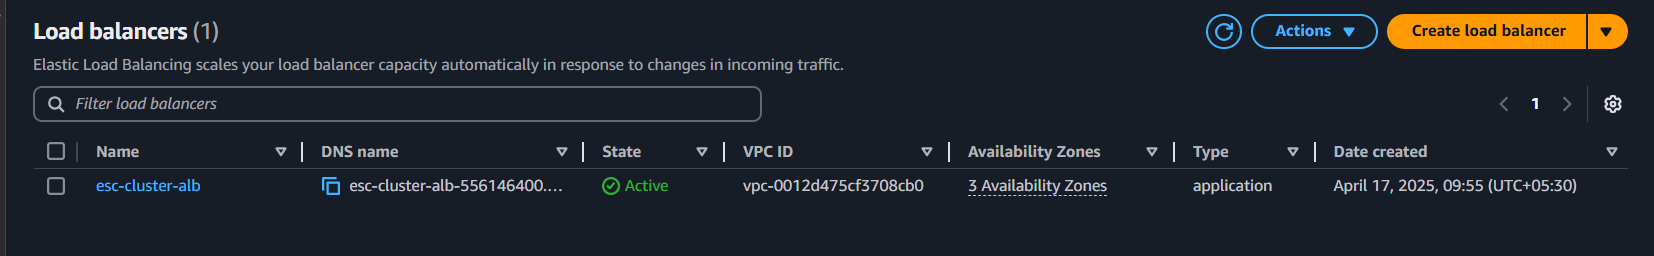 Load balancers (1)
Actions
Create load balancer
Elastic Load Balancing scales your load balancer capacity automatically in response to changes in incoming traffic.
Filter load balancers
1
Name DNS name State VPC ID Availability Zones Type Date created
esc-cluster-alb esc-cluster-alb-556146400.... Active vpc-0012d475cf3708cb0 3 Availability Zones application April 17, 2025, 09:55 (UTC+05:30)